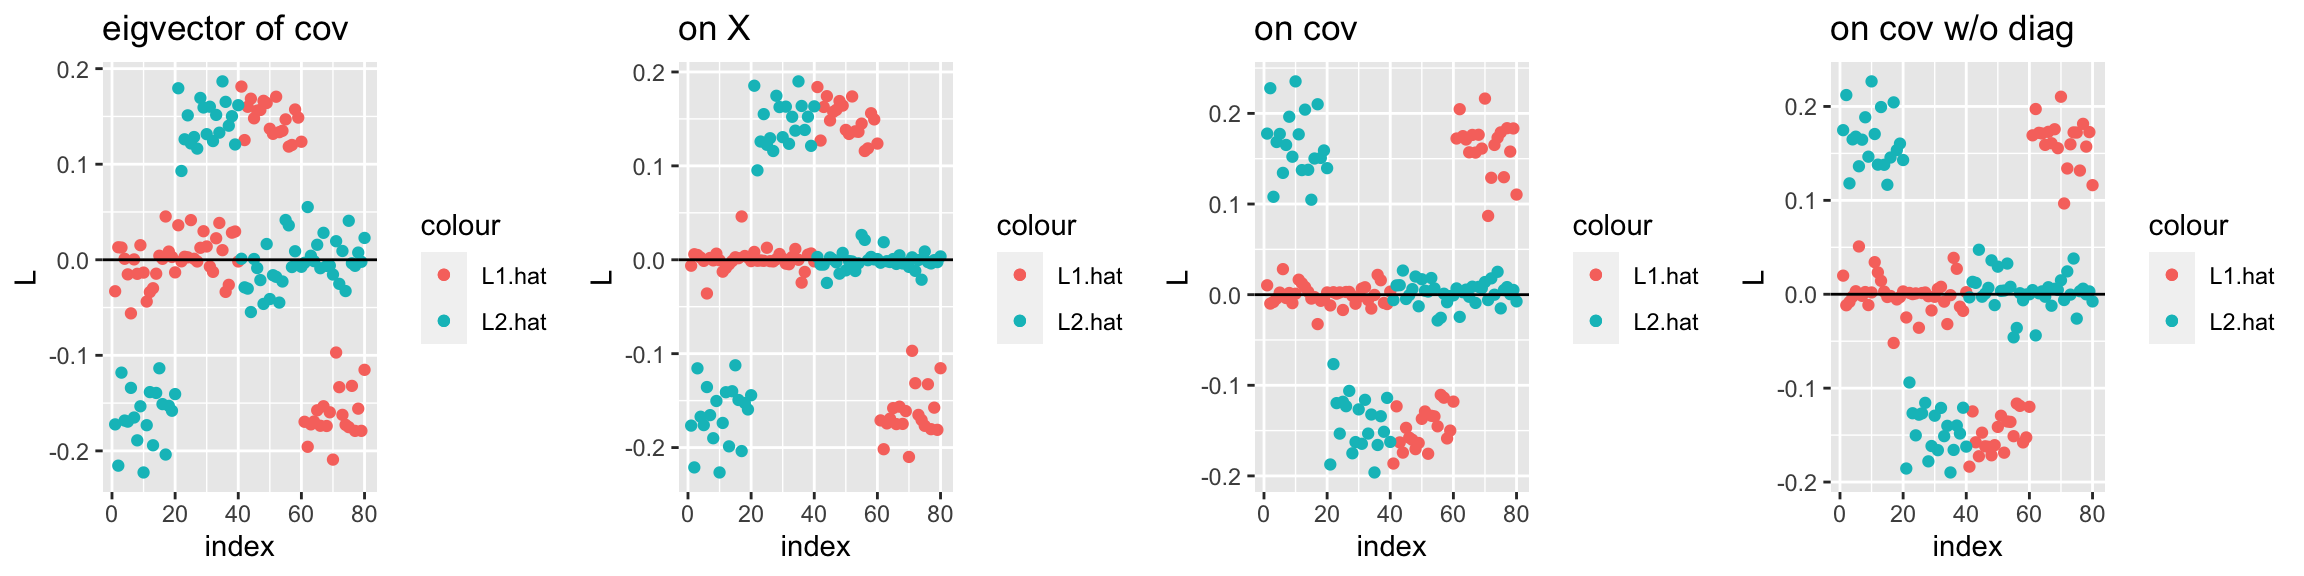 eigvector of cov
0.2
0.1
0.0
-0.1
-0.2
L
0 20 40 60 80
index
colour
L1.hat
L2.hat
on X
0.2
0.1
0.0
-0.1
-0.2
L
0 20 40 60 80
index
colour
L1.hat
L2.hat
on cov
0.2
0.1
0.0
-0.1
-0.2
L
0 20 40 60 80
index
colour
L1.hat
L2.hat
on cov w/o diag
0.2
0.1
0.0
-0.1
-0.2
L
0 20 40 60 80
index
colour
L1.hat
L2.hat